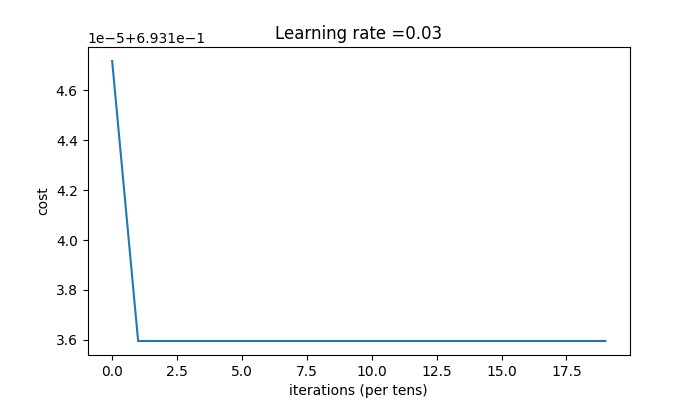 Learning rate =0.03
1e−5+6.931e−1
4.6
4.4
4.2
4.0
3.8
3.6
cost
0.0 2.5 5.0 7.5 10.0 12.5 15.0 17.5
iterations (per tens)